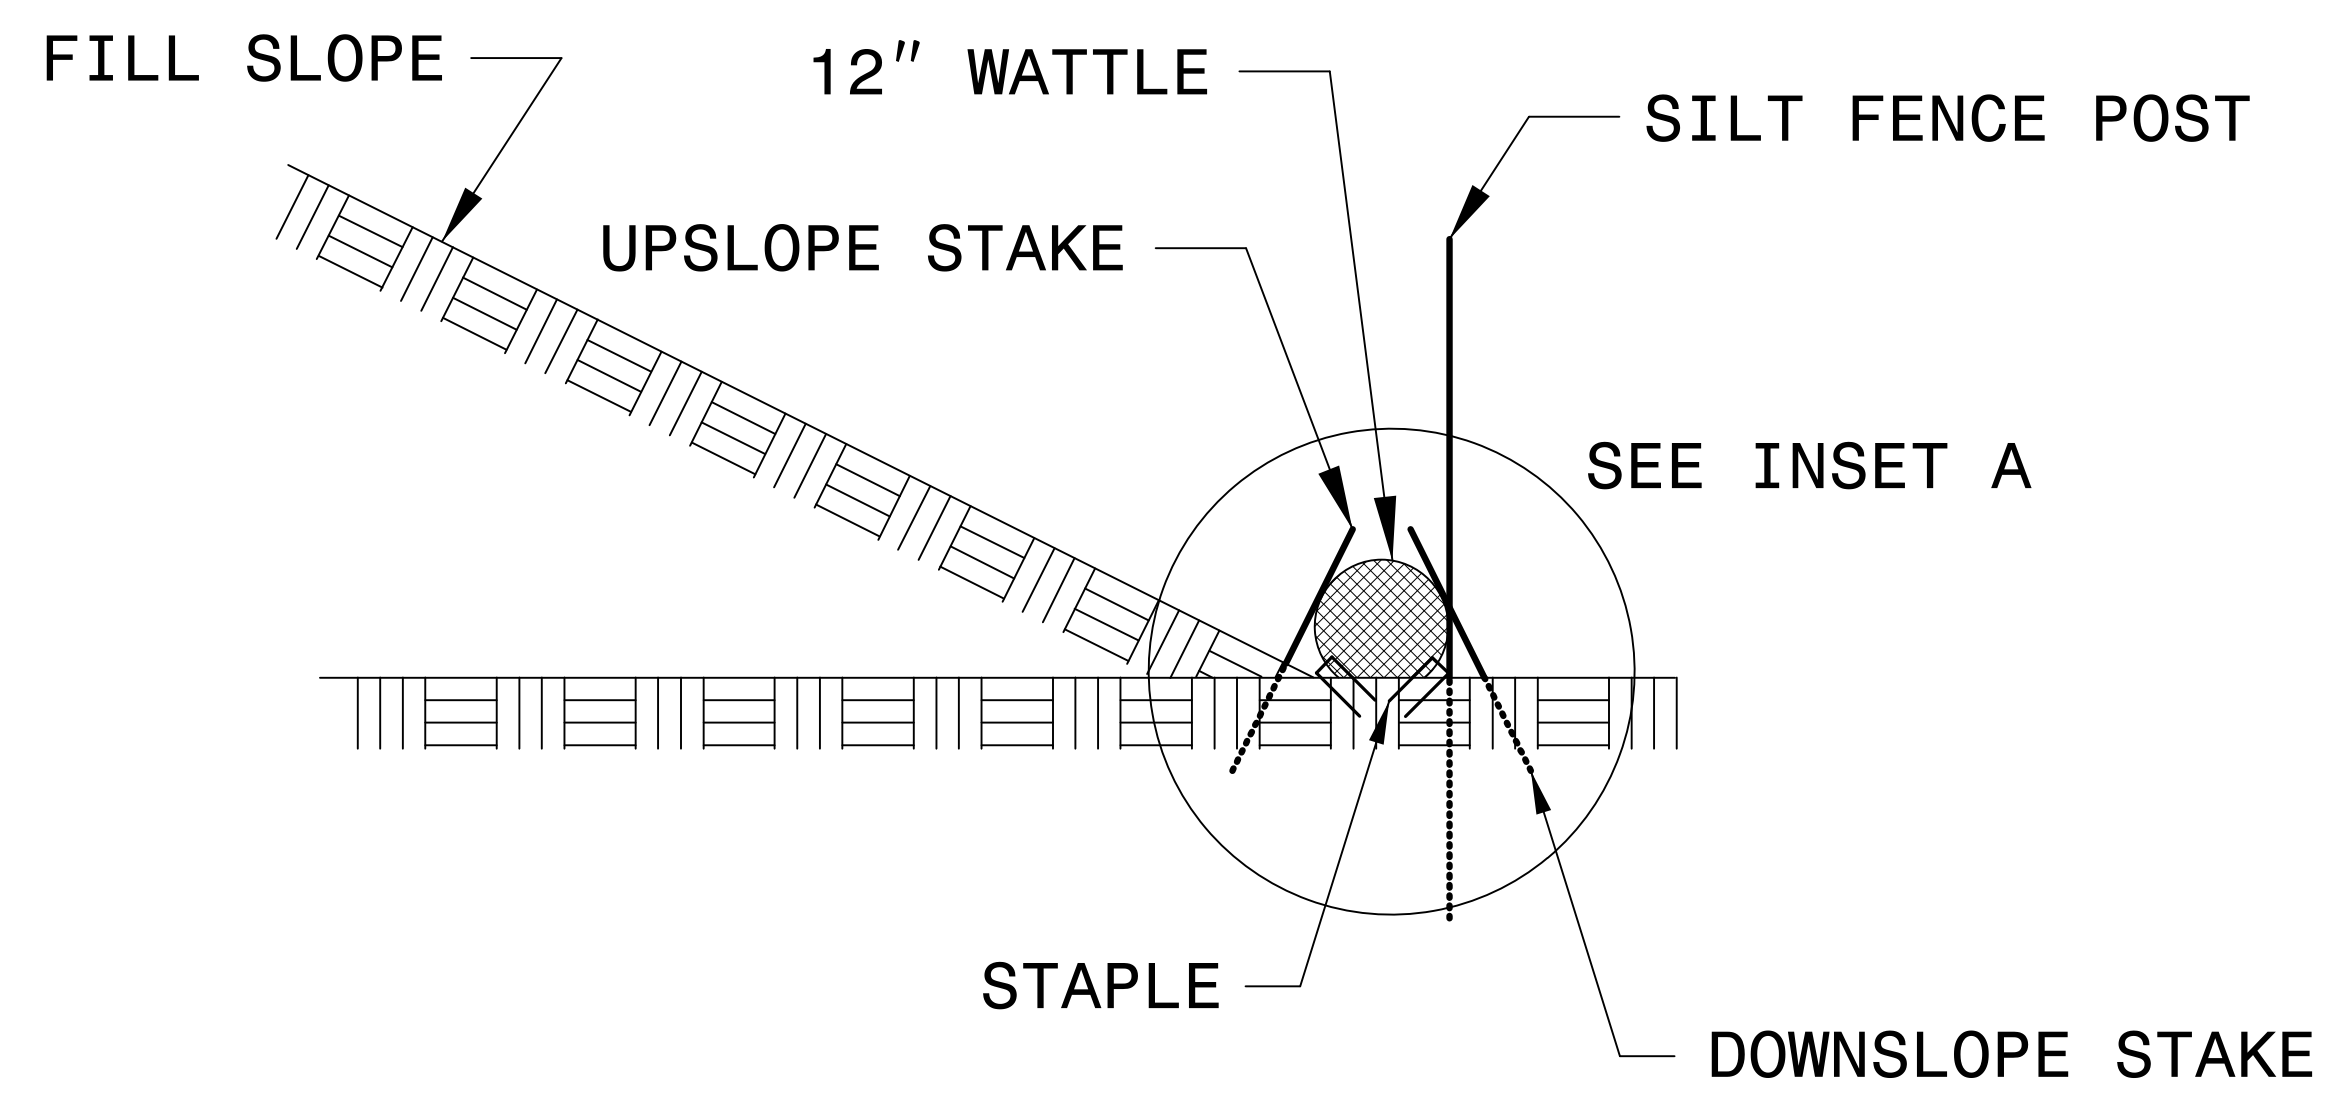 FILL SLOPE
12" WATTLE
SILT FENCE POST
UPSLOPE STAKE
SEE INSET A
STAPLE
DOWNSLOPE STAKE